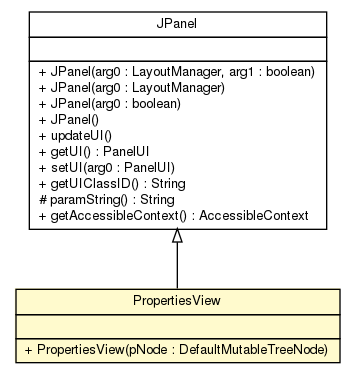 JPanel
+ JPanel(arg0 : LayoutManager, arg1 : boolean)
+ JPanel(arg0 : LayoutManager)
+ JPanel(arg0 : boolean)
+ JPanel()
+ updateUI()
+ getUI() : PanelUI
+ setUI(arg0 : PanelUI)
+ getUIClassID() : String
# paramString() : String
+ getAccessibleContext() : AccessibleContext
PropertiesView
+ PropertiesView(pNode : DefaultMutableTreeNode)